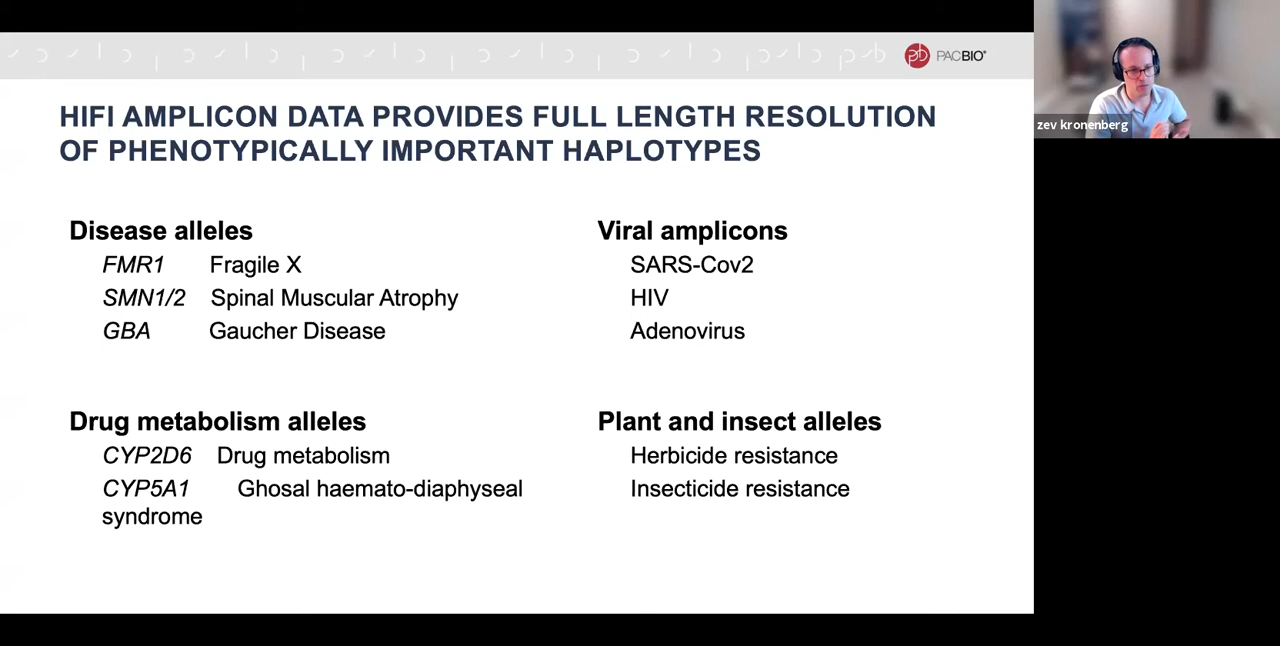 PACBIO®
HIFI AMPLICON DATA PROVIDES FULL LENGTH RESOLUTION
OF PHENOTYPICALLY IMPORTANT HAPLOTYPES
zev kronenberg
Disease alleles
FMR1 Fragile X
SMN1/2 Spinal Muscular Atrophy
GBA Gaucher Disease
Viral amplicons
SARS-Cov2
HIV
Adenovirus
Drug metabolism alleles
CYP2D6 Drug metabolism
CYP5A1 Ghosal haemato-diaphyseal
syndrome
Plant and insect alleles
Herbicide resistance
Insecticide resistance